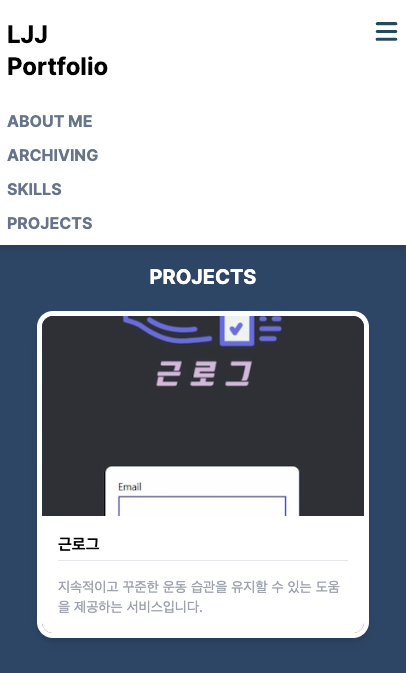 LJJ
Portfolio
ABOUT ME
ARCHIVING
SKILLS
PROJECTS
PROJECTS
근로그
Email
근로그
지속적이고 꾸준한 운동 습관을 유지할 수 있는 도움
을 제공하는 서비스입니다.